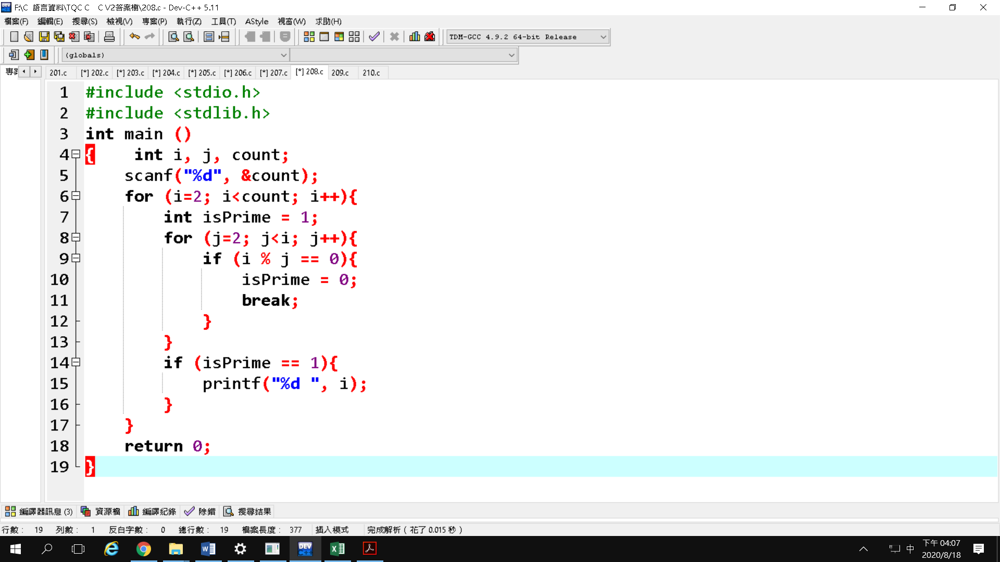 F:\C 語言資料\TQC C    C V2答案檔\208.c - Dev-C++ 5.11
檔案(F) 編輯(E) 搜尋(S) 檢視(V) 專案(P) 執行(Z) 工具(T) AStyle 視窗(W) 求助(H)
TDM-GCC 4.9.2 64-bit Release
(globals)
201.c [*] 202.c [*] 203.c [*] 204.c [*] 205.c [*] 206.c [*] 207.c [*] 208.c 209.c 210.c
1 #include <stdio.h>
2 #include <stdlib.h>
3 int main ()
4 {    int i, j, count;
5     scanf("%d", &count);
6     for (i=2; i<count; i++){
7         int isPrime = 1;
8         for (j=2; j<i; j++){
9             if (i % j == 0){
10                 isPrime = 0;
11                 break;
12             }
13         }
14         if (isPrime == 1){
15             printf("%d ", i);
16         }
17     }
18     return 0;
19 }
編譯器訊息 (3) 資源檔 編譯紀錄 除錯 搜尋結果
行數: 19 列數: 1 反白字數: 0 總行數: 19 檔案長度: 377 插入模式 完成解析 ( 花了 0.015 秒 )
DEV C++
中
下午 04:07
2020/8/18